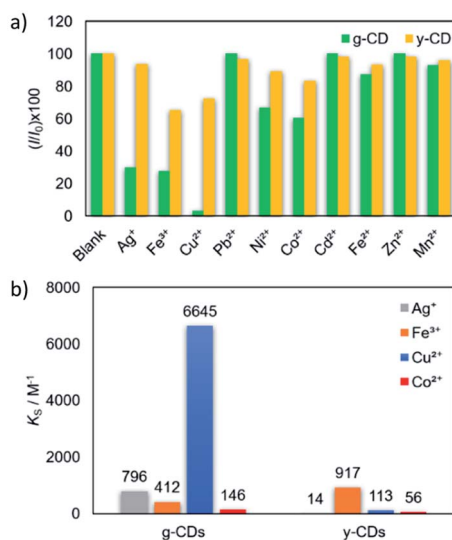 a)
g-CD y-CD
(I/I₀)x100
120
100
80
60
40
20
0
Blank Ag⁺ Fe³⁺ Cu²⁺ Pb²⁺ Ni²⁺ Co²⁺ Cd²⁺ Fe²⁺ Zn²⁺ Mn²⁺
b)
Kₛ / M⁻¹
8000
6000
4000
2000
0
Ag⁺
Fe³⁺
Cu²⁺
Co²⁺
796 412 6645 146 14 917 113 56
g-CDs y-CDs